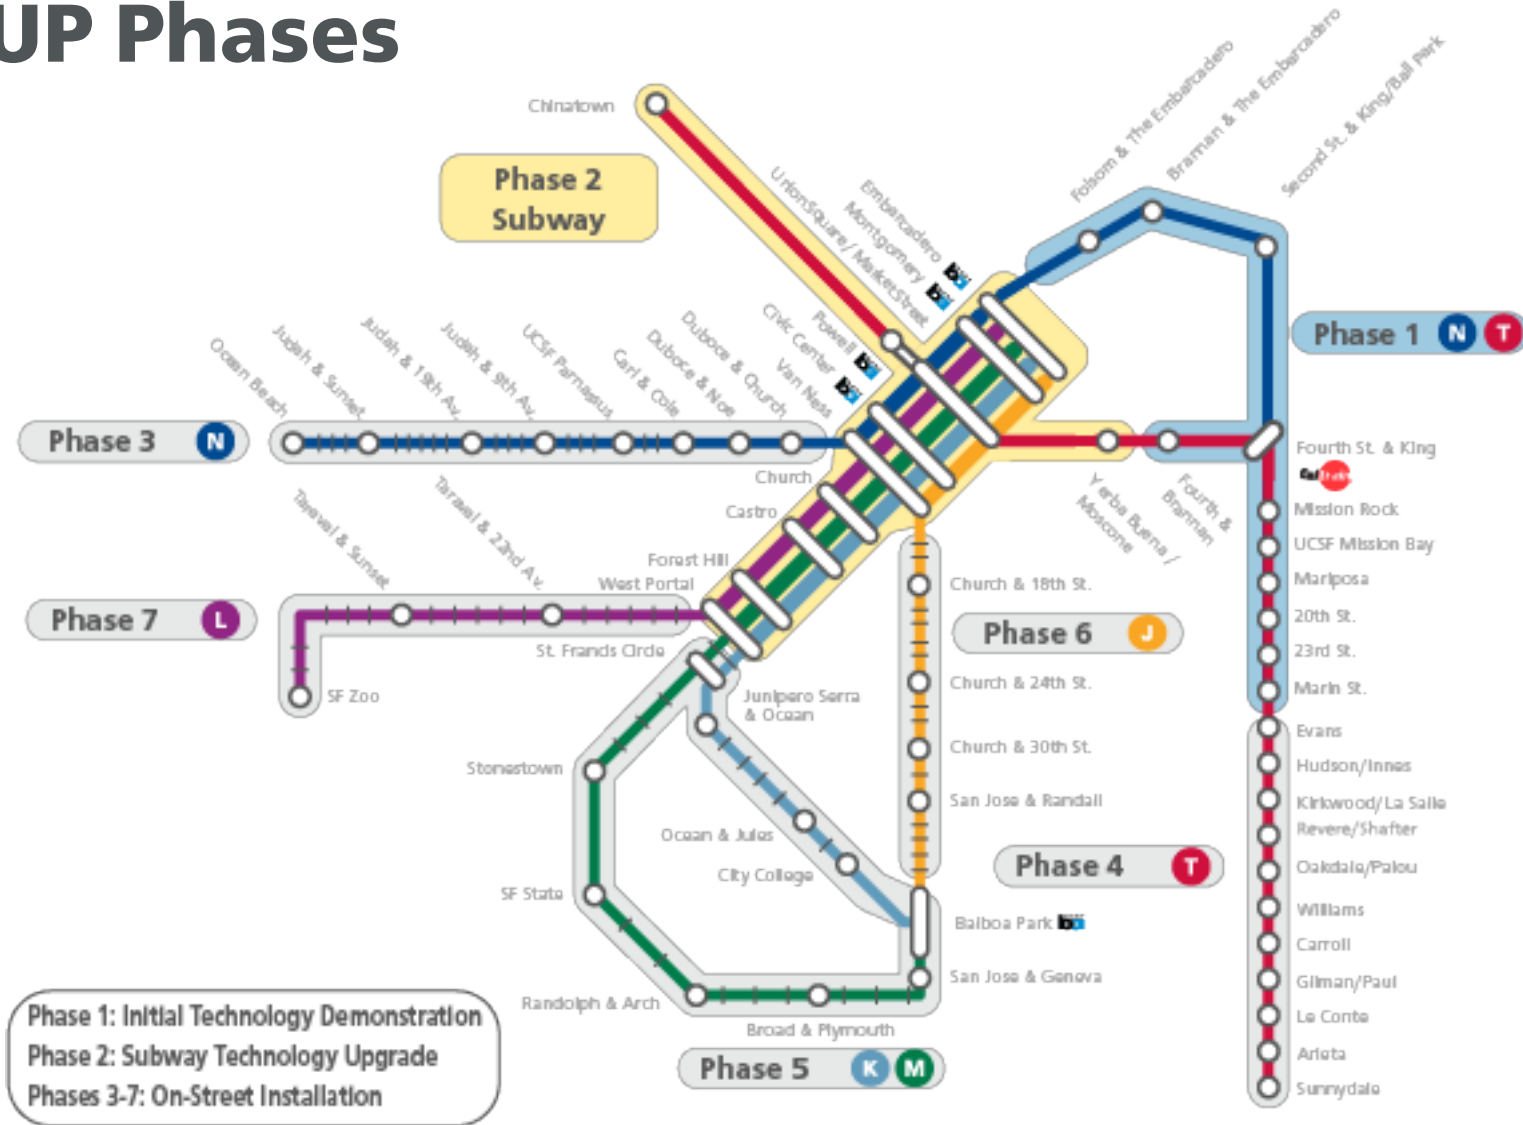 UP Phases
Chinatown
Phase 2
Subway
Folsom & The Embarcadero
Brannan & The Embarcadero
Second St. & King/Ball Park
Embarcadero
Montgomery
Union Square/ Market Street
Powell
Civic Center
Van Ness
Phase 1 N T
Ocean Beach
Judah & Sunset
Judah & 19th Av.
Judah & 9th Av.
UCSF Parnassus
Carl & Cole
Duboce & Noe
Duboce & Church
Phase 3 N
Church
Castro
Forest Hill
West Portal
Taraval & Sunset
Taraval & 22nd Av.
Phase 7 L
St. Francis Circle
SF Zoo
Yerba Buena /
Moscone
Fourth &
Brannan
Fourth St. & King
Mission Rock
UCSF Mission Bay
Mariposa
20th St.
23rd St.
Marin St.
Evans
Hudson/Innes
Kirkwood/La Salle
Revere/Shafter
Oakdale/Palou
Williams
Carroll
Gilman/Paul
Le Conte
Arleta
Sunnydale
Church & 18th St.
Phase 6 J
Church & 24th St.
Church & 30th St.
San Jose & Randall
Phase 4 T
Balboa Park
San Jose & Geneva
Junipero Serra
& Ocean
Stonestown
Ocean & Jules
City College
SF State
Randolph & Arch
Broad & Plymouth
Phase 5 K M
Phase 1: Initial Technology Demonstration
Phase 2: Subway Technology Upgrade
Phases 3-7: On-Street Installation